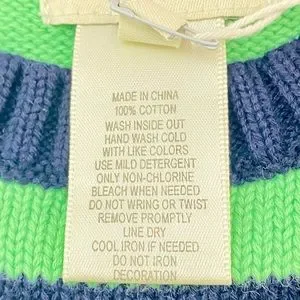 MADE IN CHINA
100% COTTON
WASH INSIDE OUT
HAND WASH COLD
WITH LIKE COLORS
USE MILD DETERGENT
ONLY NON-CHLORINE
BLEACH WHEN NEEDED
DO NOT WRING OR TWIST
REMOVE PROMPTLY
LINE DRY
COOL IRON IF NEEDED
DO NOT IRON
DECORATION